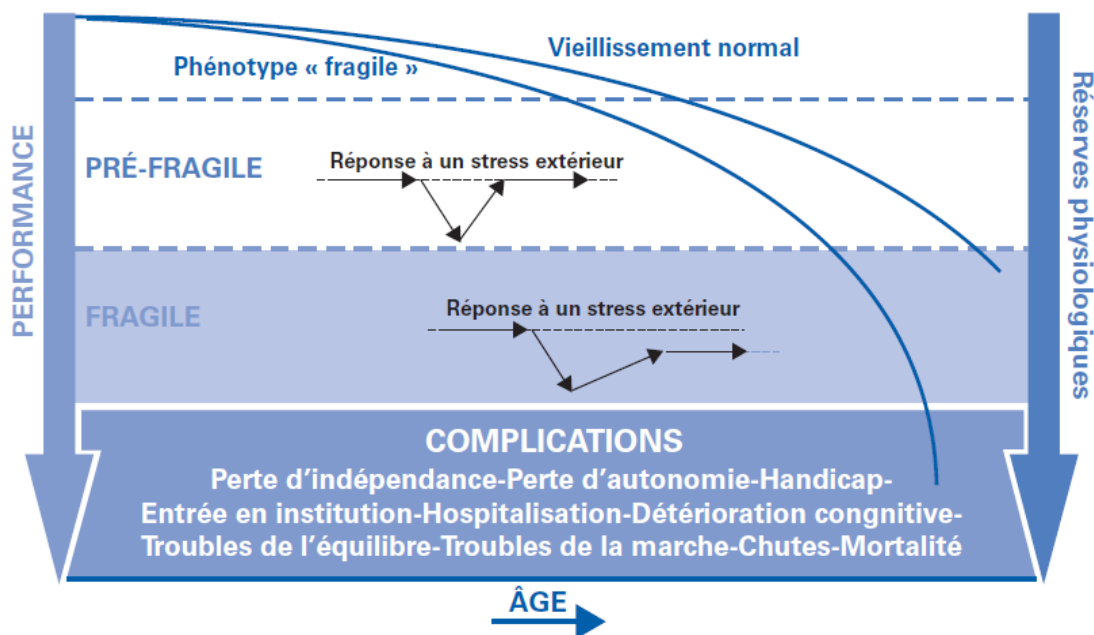 Vieillissement normal
Phénotype « fragile »
PERFORMANCE
Réserves physiologiques
PRÉ-FRAGILE
Réponse à un stress extérieur
FRAGILE
Réponse à un stress extérieur
COMPLICATIONS
Perte d’indépendance-Perte d’autonomie-Handicap-
Entrée en institution-Hospitalisation-Détérioration congnitive-
Troubles de l’équilibre-Troubles de la marche-Chutes-Mortalité
ÂGE